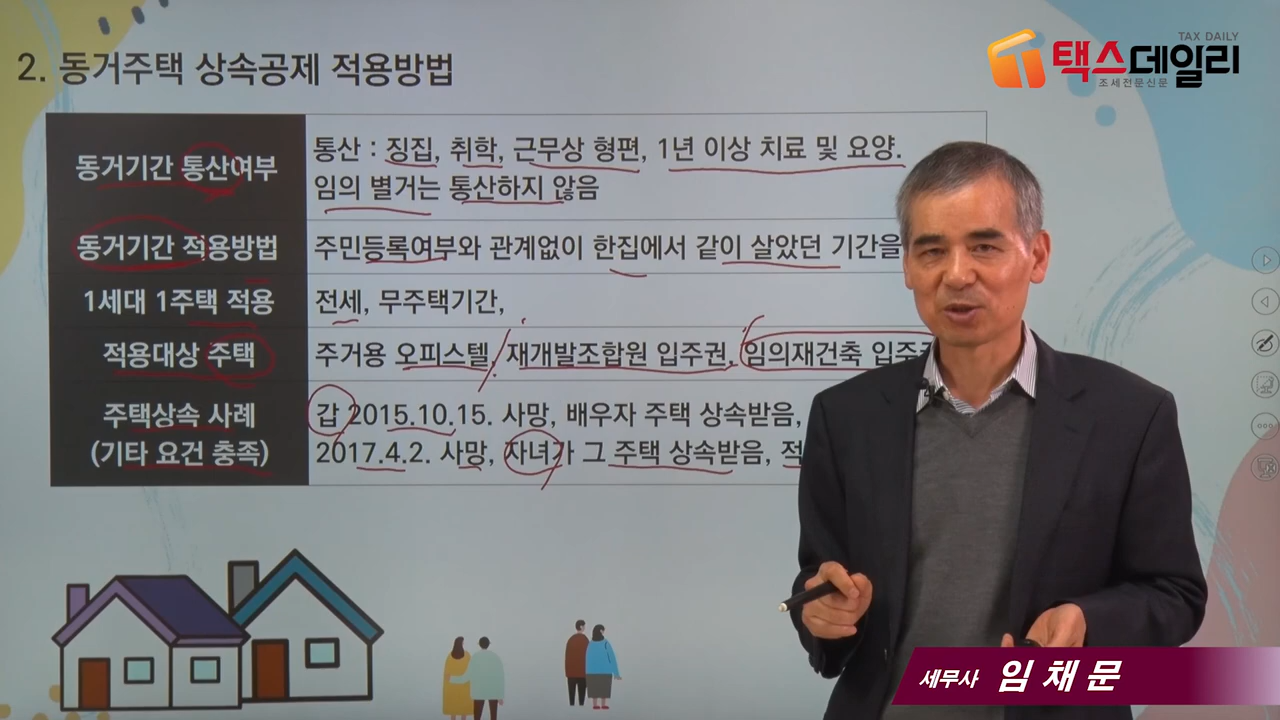 2. 동거주택 상속공제 적용방법
TAX DAILY
택스데일리
조세전문신문
동거기간 통산여부
통산 : 징집, 취학, 근무상 형편, 1년 이상 치료 및 요양.
임의 별거는 통산하지 않음
동거기간 적용방법
주민등록여부와 관계없이 한집에서 같이 살았던 기간을
1세대 1주택 적용
전세, 무주택기간,
적용대상 주택
주거용 오피스텔, 재개발조합원 입주권, 임의재건축 입주
주택상속 사례
(기타 요건 충족)
갑 2015.10.15. 사망, 배우자 주택 상속받음,
2017.4.2. 사망, 자녀가 그 주택 상속받음, 적
세무사 임채문